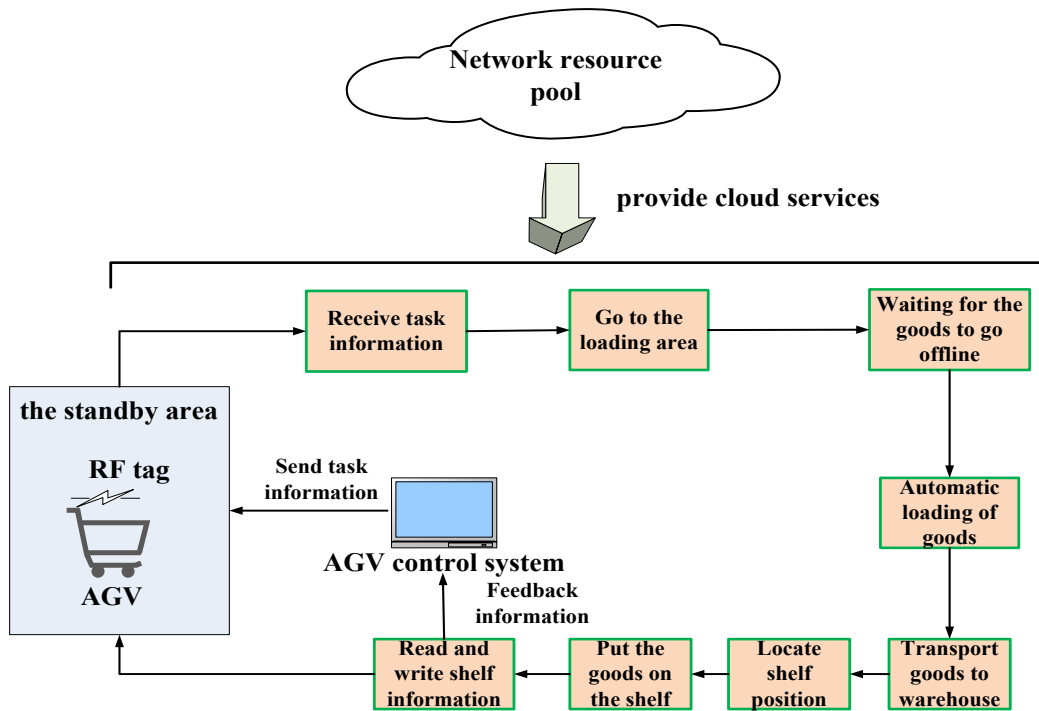 Network resource
pool
provide cloud services
Receive task
information
Go to the
loading area
Waiting for the
goods to go
offline
the standby area
RF tag
AGV
Send task
information
AGV control system
Feedback
information
Automatic
loading of
goods
Read and
write shelf
information
Put the
goods on
the shelf
Locate
shelf
position
Transport
goods to
warehouse